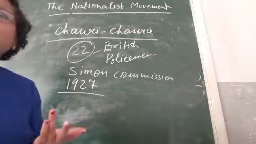 The Nationalist Movement
"Chauri-Chaura
22 British
Policemen
Simon Commission
1927